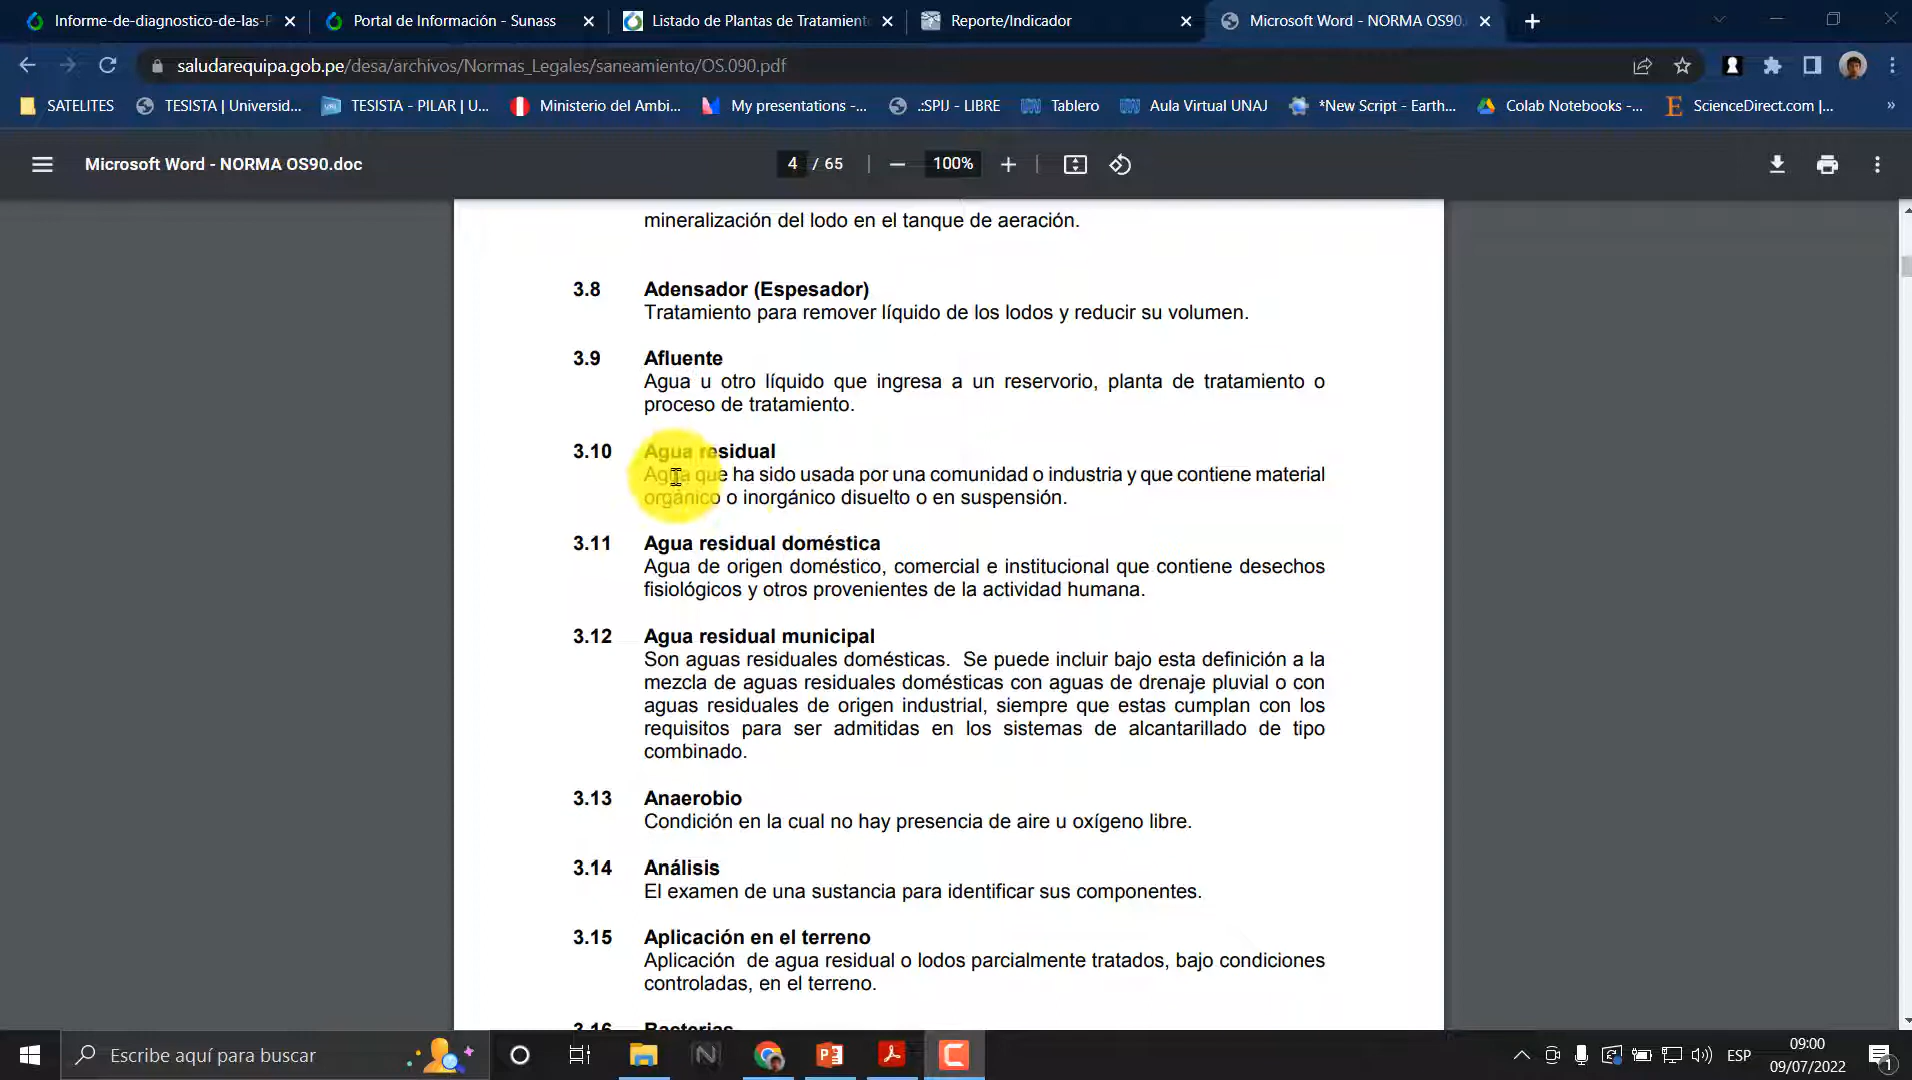 Informe-de-diagnostico-de-las-P
Portal de Información - Sunass
Listado de Plantas de Tratamient
Reporte/Indicador
Microsoft Word - NORMA OS90.
saludarequipa.gob.pe/desa/archivos/Normas_Legales/saneamiento/OS.090.pdf
SATELITES
TESISTA | Universid...
TESISTA - PILAR | U...
Ministerio del Ambi...
My presentations -...
.:SPIJ - LIBRE
Tablero
Aula Virtual UNAJ
*New Script - Earth...
Colab Notebooks -...
ScienceDirect.com |...
»
Microsoft Word - NORMA OS90.doc
4 / 65
100%
mineralización del lodo en el tanque de aeración.
3.8 Adensador (Espesador)
Tratamiento para remover líquido de los lodos y reducir su volumen.
3.9 Afluente
Agua u otro líquido que ingresa a un reservorio, planta de tratamiento o
proceso de tratamiento.
3.10 Agua residual
Agua que ha sido usada por una comunidad o industria y que contiene material
orgánico o inorgánico disuelto o en suspensión.
3.11 Agua residual doméstica
Agua de origen doméstico, comercial e institucional que contiene desechos
fisiológicos y otros provenientes de la actividad humana.
3.12 Agua residual municipal
Son aguas residuales domésticas. Se puede incluir bajo esta definición a la
mezcla de aguas residuales domésticas con aguas de drenaje pluvial o con
aguas residuales de origen industrial, siempre que estas cumplan con los
requisitos para ser admitidas en los sistemas de alcantarillado de tipo
combinado.
3.13 Anaerobio
Condición en la cual no hay presencia de aire u oxígeno libre.
3.14 Análisis
El examen de una sustancia para identificar sus componentes.
3.15 Aplicación en el terreno
Aplicación de agua residual o lodos parcialmente tratados, bajo condiciones
controladas, en el terreno.
3.16 Bacterias
Escribe aquí para buscar
ESP
09:00
09/07/2022
1